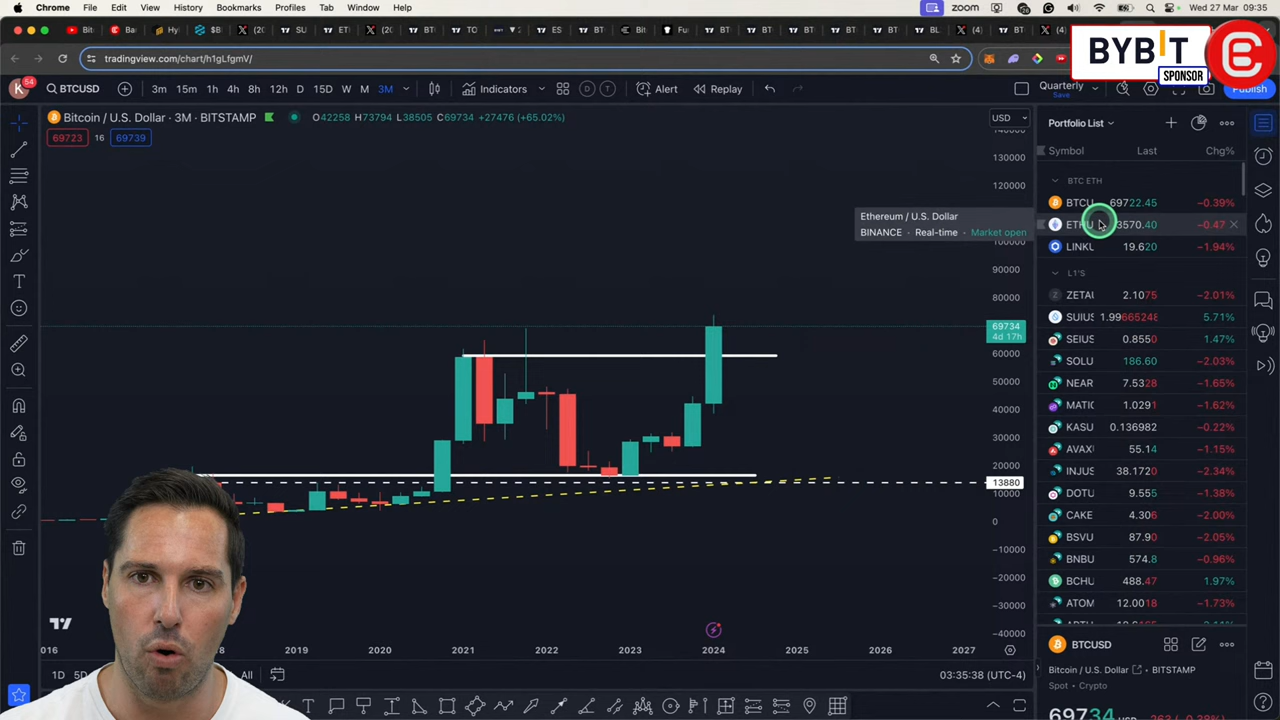 Chrome File Edit View History Bookmarks Profiles Tab Window Help zoom Wed 27 Mar 09:35
tradingview.com/chart/h1gLfgmV/
BYBIT
SPONSOR
K 54 BTCUSD 3m 15m 1h 4h 8h 12h D 15D W M 3M Indicators D T Alert Replay Quarterly Publish
Save
Bitcoin / U.S. Dollar · 3M · BITSTAMP O42258 H73794 L38505 C69734 +27476 (+65.02%) USD
69723 16 69739
Portfolio List
Symbol Last Chg%
BTC ETH
BTCU 69722.45 −0.39%
ETHU 3570.40 −0.47
LINKU 19.620 −1.94%
Ethereum / U.S. Dollar
BINANCE · Real-time · Market open
L1'S
ZETAU 2.1075 −2.01%
SUIUS 1.99665248 5.71%
SEIUS 0.8550 1.47%
SOLU 186.60 −2.03%
NEAR 7.5328 −1.65%
MATIC 1.0291 −1.62%
KASU 0.136982 −0.22%
AVAX 55.14 −1.15%
INJUS 38.1720 −2.34%
DOTU 9.555 −1.38%
CAKE 4.306 −2.00%
BSVU 87.90 −2.05%
BNBU 574.8 −0.96%
BCHU 488.47 1.97%
ATOM 12.0018 −1.73%
130000
120000
100000
90000
80000
69734
4d 17h
60000
50000
40000
30000
20000
13880
10000
0
−10000
−20000
−30000
−40000
2019 2020 2021 2022 2023 2024 2025 2026 2027
1D All 03:35:38 (UTC-4)
BTCUSD
Bitcoin / U.S. Dollar · BITSTAMP
Spot · Crypto
69734